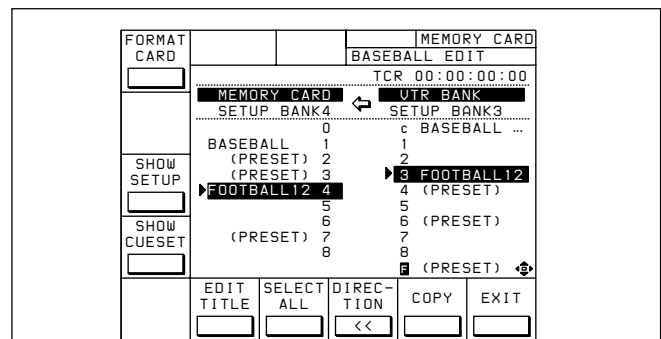 FORMAT CARD
MEMORY CARD
BASEBALL EDIT
TCR 00:00:00:00
MEMORY CARD
SETUP BANK4
VTR BANK
SETUP BANK3
0
BASEBALL 1
(PRESET) 2
(PRESET) 3
FOOTBALL12 4
5
6
(PRESET) 7
8
c BASEBALL …
1
2
3 FOOTBALL12
4 (PRESET)
5
6 (PRESET)
7
8
F (PRESET)
SHOW SETUP
SHOW CUESET
EDIT TITLE
SELECT ALL
DIREC-
TION
<<
COPY
EXIT